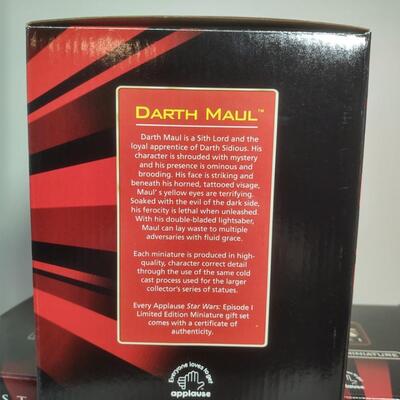 DARTH MAUL™
Darth Maul is a Sith Lord and the
loyal apprentice of Darth Sidious. His
character is shrouded with mystery
and his presence is ominous and
brooding. His face is striking and
beneath his horned, tattooed visage,
Maul's yellow eyes are terrifying.
Soaked with the evil of the dark side,
his ferocity is lethal when unleashed.
With his double-bladed lightsaber,
Maul can lay waste to multiple
adversaries with fluid grace.
Each miniature is produced in high-
quality, character correct detail
through the use of the same cold
cast process used for the larger
collector's series of statues.
Every Applause Star Wars: Episode I
Limited Edition Miniature gift set
comes with a certificate of
authenticity.
Everyone loves to get
applause
MINIATURE
S T